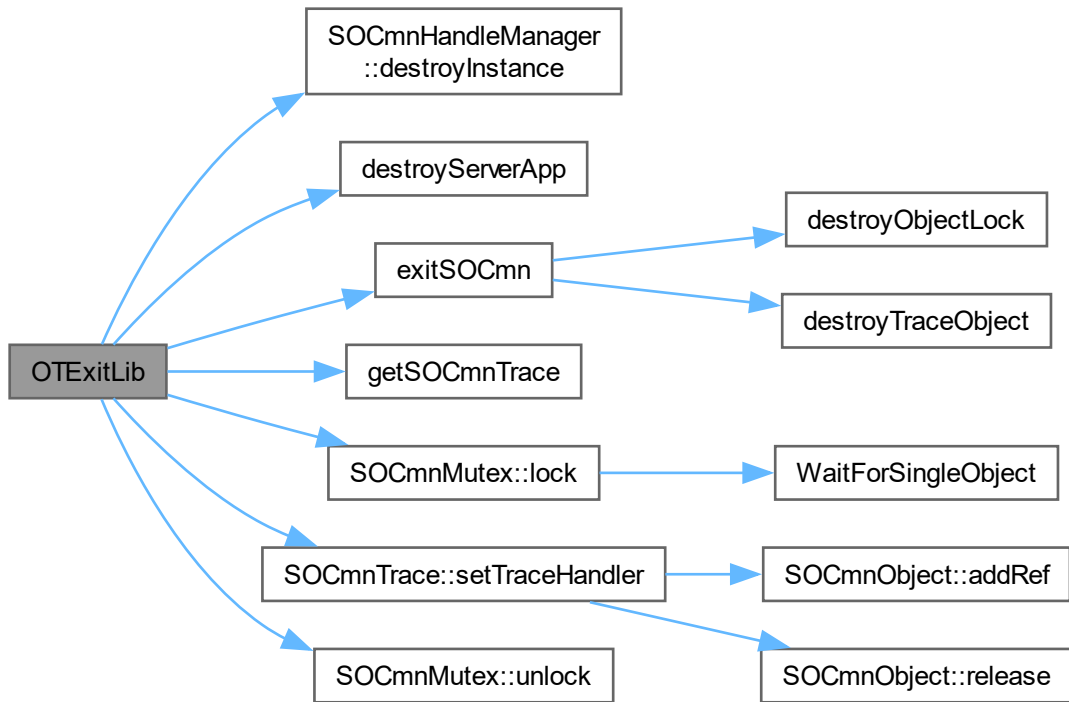 SOCmnHandleManager
::destroyInstance
destroyServerApp
destroyObjectLock
exitSOCmn
destroyTraceObject
OTExitLib
getSOCmnTrace
SOCmnMutex::lock
WaitForSingleObject
SOCmnTrace::setTraceHandler
SOCmnObject::addRef
SOCmnMutex::unlock
SOCmnObject::release